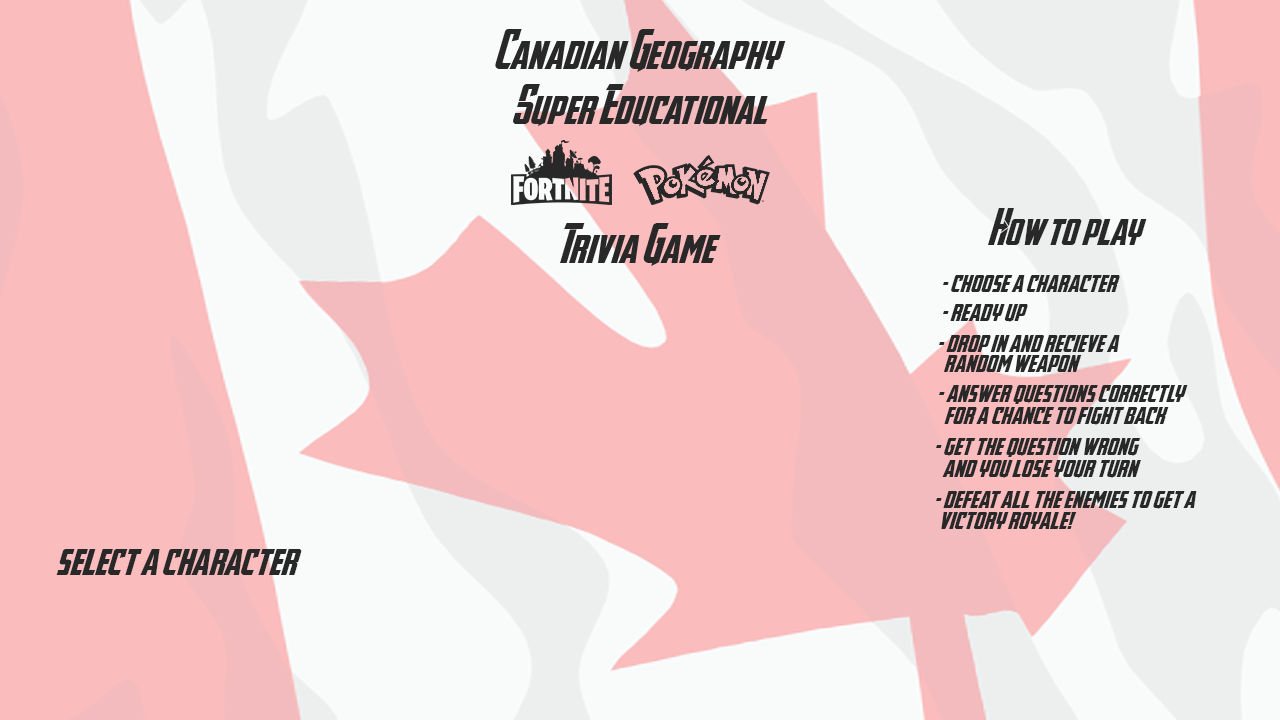 Canadian Geography
Super Educational
FORTNITE POKéMON
Trivia Game
How to play
- CHOOSE A CHARACTER
- READY UP
- DROP IN AND RECIEVE A
RANDOM WEAPON
- ANSWER QUESTIONS CORRECTLY
FOR A CHANCE TO FIGHT BACK
- GET THE QUESTION WRONG
AND YOU LOSE YOUR TURN
- DEFEAT ALL THE ENEMIES TO GET A
VICTORY ROYALE!
SELECT A CHARACTER